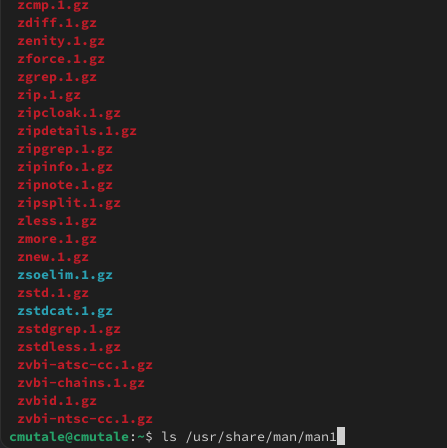 zcmp.1.gz
zdiff.1.gz
zenity.1.gz
zforce.1.gz
zgrep.1.gz
zip.1.gz
zipcloak.1.gz
zipdetails.1.gz
zipgrep.1.gz
zipinfo.1.gz
zipnote.1.gz
zipsplit.1.gz
zless.1.gz
zmore.1.gz
znew.1.gz
zsoelim.1.gz
zstd.1.gz
zstdcat.1.gz
zstdgrep.1.gz
zstdless.1.gz
zvbi-atsc-cc.1.gz
zvbi-chains.1.gz
zvbid.1.gz
zvbi-ntsc-cc.1.gz
cmutale@cmutale:~$ ls /usr/share/man/man1